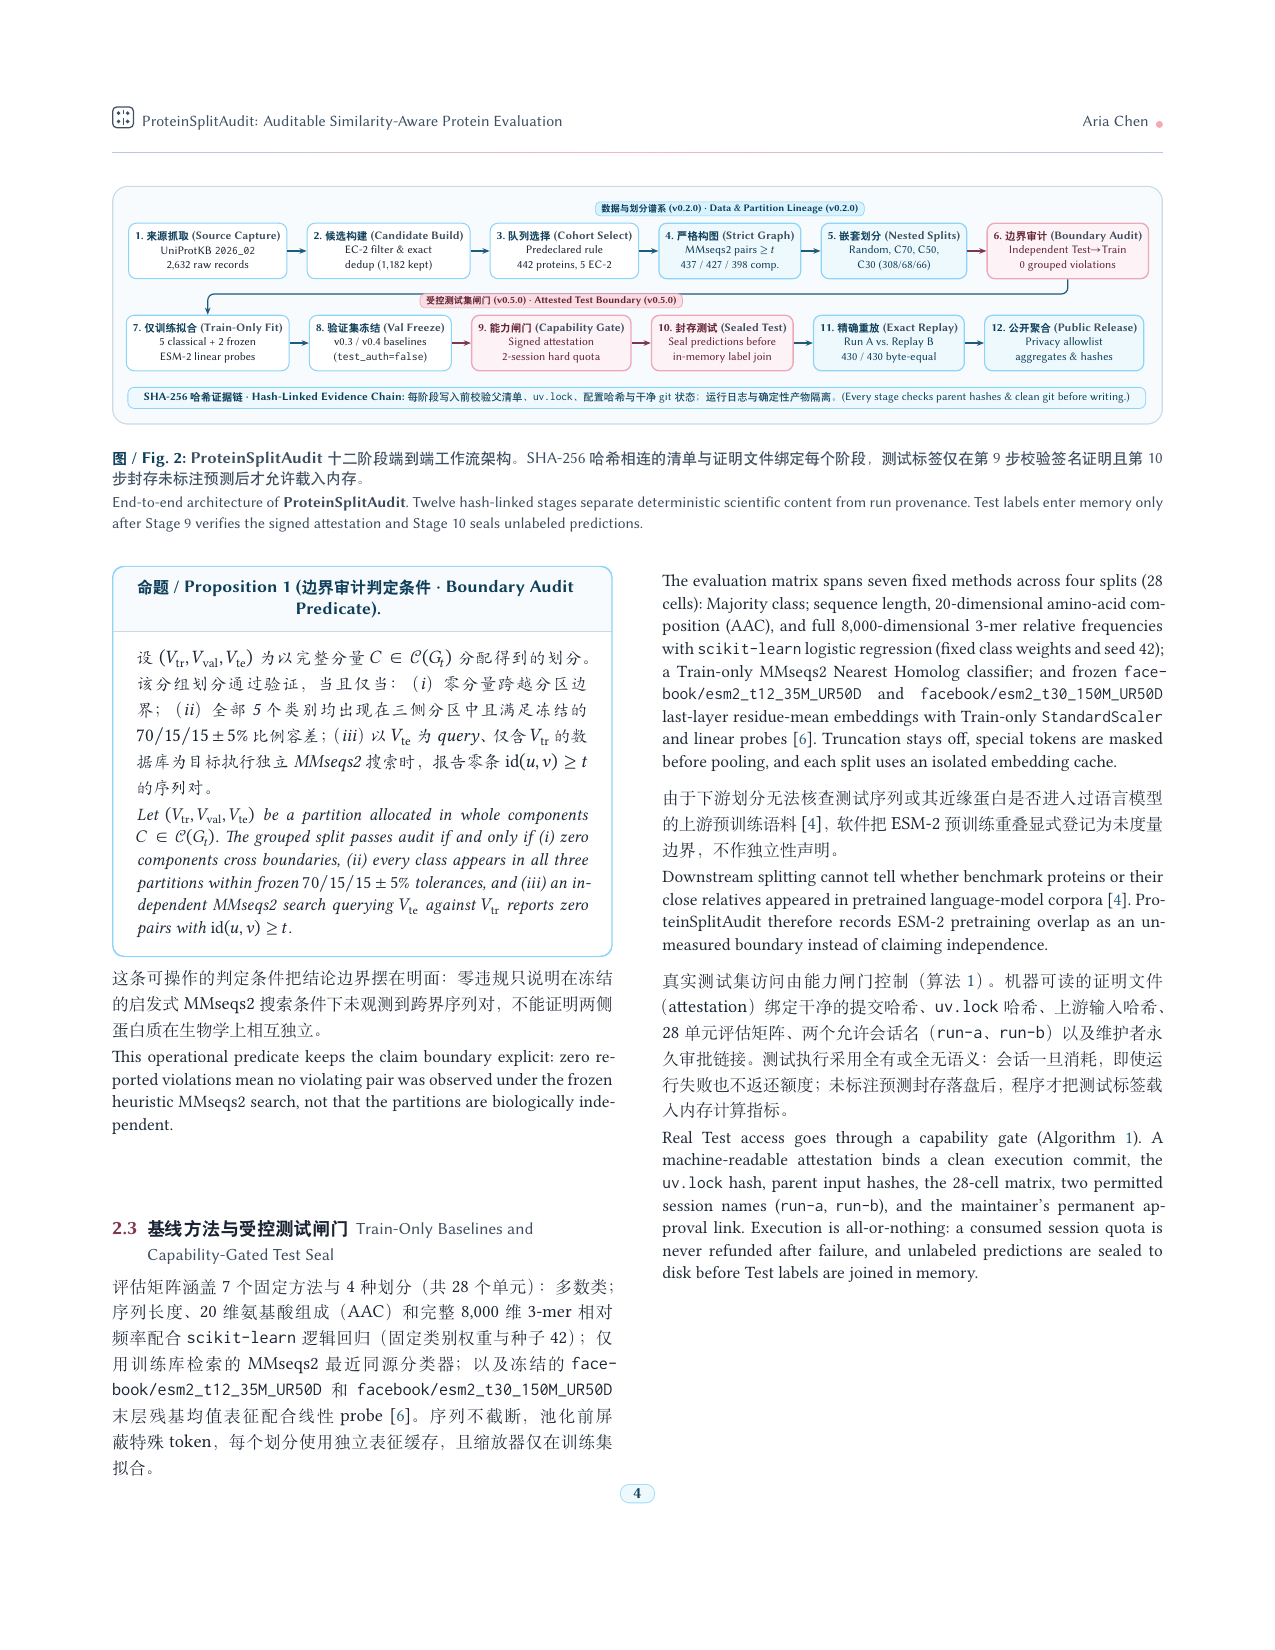 ProteinSplitAudit: Auditable Similarity-Aware Protein Evaluation
Aria Chen
数据与划分谱系 (v0.2.0) · Data & Partition Lineage (v0.2.0)
1. 来源抓取 (Source Capture)
UniProtKB 2026_02
2,632 raw records
2. 候选构建 (Candidate Build)
EC-2 filter & exact
dedup (1,182 kept)
3. 队列选择 (Cohort Select)
Predeclared rule
442 proteins, 5 EC-2
4. 严格构图 (Strict Graph)
MMseqs2 pairs ≥ t
437 / 427 / 398 comp.
5. 嵌套划分 (Nested Splits)
Random, C70, C50,
C30 (308/68/66)
6. 边界审计 (Boundary Audit)
Independent Test→Train
0 grouped violations
受控测试集闸门 (v0.5.0) · Attested Test Boundary (v0.5.0)
7. 仅训练拟合 (Train-Only Fit)
5 classical + 2 frozen
ESM-2 linear probes
8. 验证集冻结 (Val Freeze)
v0.3 / v0.4 baselines
(test_auth=false)
9. 能力闸门 (Capability Gate)
Signed attestation
2-session hard quota
10. 封存测试 (Sealed Test)
Seal predictions before
in-memory label join
11. 精确重放 (Exact Replay)
Run A vs. Replay B
430 / 430 byte-equal
12. 公开聚合 (Public Release)
Privacy allowlist
aggregates & hashes
SHA-256 哈希证据链 · Hash-Linked Evidence Chain: 每阶段写入前校验父清单、uv.lock、配置哈希与干净 git 状态；运行日志与确定性产物隔离。(Every stage checks parent hashes & clean git before writing.)
图 / Fig. 2: ProteinSplitAudit 十二阶段端到端工作流架构。SHA-256 哈希相连的清单与证明文件绑定每个阶段，测试标签仅在第 9 步校验签名证明且第 10
步封存未标注预测后才允许载入内存。
End-to-end architecture of ProteinSplitAudit. Twelve hash-linked stages separate deterministic scientific content from run provenance. Test labels enter memory only
after Stage 9 verifies the signed attestation and Stage 10 seals unlabeled predictions.
命题 / Proposition 1 (边界审计判定条件 · Boundary Audit
Predicate).
设 (Vtr, Vval, Vte) 为以完整分量 C ∈ 𝒞(Gt) 分配得到的划分。
该分组划分通过验证，当且仅当：(i) 零分量跨越分区边
界；(ii) 全部 5 个类别均出现在三侧分区中且满足冻结的
70/15/15 ± 5% 比例容差；(iii) 以 Vte 为 query、仅含 Vtr 的数
据库为目标执行独立 MMseqs2 搜索时，报告零条 id(u, v) ≥ t
的序列对。
Let (Vtr, Vval, Vte) be a partition allocated in whole components
C ∈ 𝒞(Gt). The grouped split passes audit if and only if (i) zero
components cross boundaries, (ii) every class appears in all three
partitions within frozen 70/15/15 ± 5% tolerances, and (iii) an in-
dependent MMseqs2 search querying Vte against Vtr reports zero
pairs with id(u, v) ≥ t.
这条可操作的判定条件把结论边界摆在明面：零违规只说明在冻结
的启发式 MMseqs2 搜索条件下未观测到跨界序列对，不能证明两侧
蛋白质在生物学上相互独立。
This operational predicate keeps the claim boundary explicit: zero re-
ported violations mean no violating pair was observed under the frozen
heuristic MMseqs2 search, not that the partitions are biologically inde-
pendent.
2.3 基线方法与受控测试闸门 Train-Only Baselines and
Capability-Gated Test Seal
评估矩阵涵盖 7 个固定方法与 4 种划分（共 28 个单元）：多数类；
序列长度、20 维氨基酸组成（AAC）和完整 8,000 维 3-mer 相对
频率配合 scikit-learn 逻辑回归（固定类别权重与种子 42）；仅
用训练库检索的 MMseqs2 最近同源分类器；以及冻结的 face-
book/esm2_t12_35M_UR50D 和 facebook/esm2_t30_150M_UR50D
末层残基均值表征配合线性 probe [6]。序列不截断，池化前屏
蔽特殊 token，每个划分使用独立表征缓存，且缩放器仅在训练集
拟合。
The evaluation matrix spans seven fixed methods across four splits (28
cells): Majority class; sequence length, 20-dimensional amino-acid com-
position (AAC), and full 8,000-dimensional 3-mer relative frequencies
with scikit-learn logistic regression (fixed class weights and seed 42);
a Train-only MMseqs2 Nearest Homolog classifier; and frozen face-
book/esm2_t12_35M_UR50D and facebook/esm2_t30_150M_UR50D
last-layer residue-mean embeddings with Train-only StandardScaler
and linear probes [6]. Truncation stays off, special tokens are masked
before pooling, and each split uses an isolated embedding cache.
由于下游划分无法核查测试序列或其近缘蛋白是否进入过语言模型
的上游预训练语料 [4]，软件把 ESM-2 预训练重叠显式登记为未度量
边界，不作独立性声明。
Downstream splitting cannot tell whether benchmark proteins or their
close relatives appeared in pretrained language-model corpora [4]. Pro-
teinSplitAudit therefore records ESM-2 pretraining overlap as an un-
measured boundary instead of claiming independence.
真实测试集访问由能力闸门控制（算法 1）。机器可读的证明文件
（attestation）绑定干净的提交哈希、uv.lock 哈希、上游输入哈希、
28 单元评估矩阵、两个允许会话名（run-a、run-b）以及维护者永
久审批链接。测试执行采用全有或全无语义：会话一旦消耗，即使运
行失败也不返还额度；未标注预测封存落盘后，程序才把测试标签载
入内存计算指标。
Real Test access goes through a capability gate (Algorithm 1). A
machine-readable attestation binds a clean execution commit, the
uv.lock hash, parent input hashes, the 28-cell matrix, two permitted
session names (run-a, run-b), and the maintainer's permanent ap-
proval link. Execution is all-or-nothing: a consumed session quota is
never refunded after failure, and unlabeled predictions are sealed to
disk before Test labels are joined in memory.
4